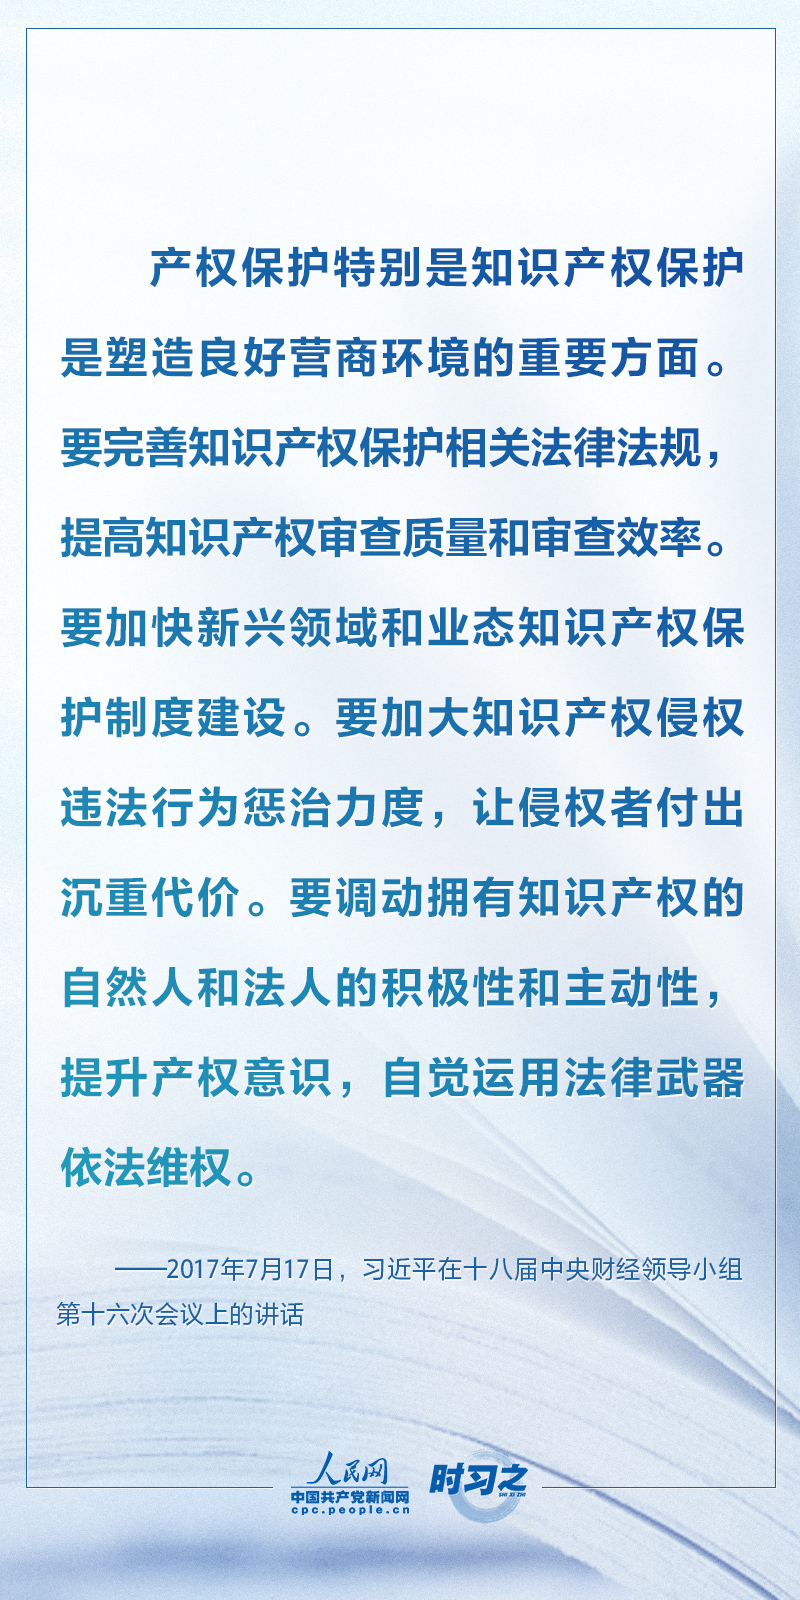 产权保护特别是知识产权保护
是塑造良好营商环境的重要方面。
要完善知识产权保护相关法律法规，
提高知识产权审查质量和审查效率。
要加快新兴领域和业态知识产权保
护制度建设。要加大知识产权侵权
违法行为惩治力度，让侵权者付出
沉重代价。要调动拥有知识产权的
自然人和法人的积极性和主动性，
提升产权意识，自觉运用法律武器
依法维权。
——2017年7月17日，习近平在十八届中央财经领导小组
第十六次会议上的讲话
人民网
中国共产党新闻网
cpc.people.cn
时习之
SHI XI ZHI